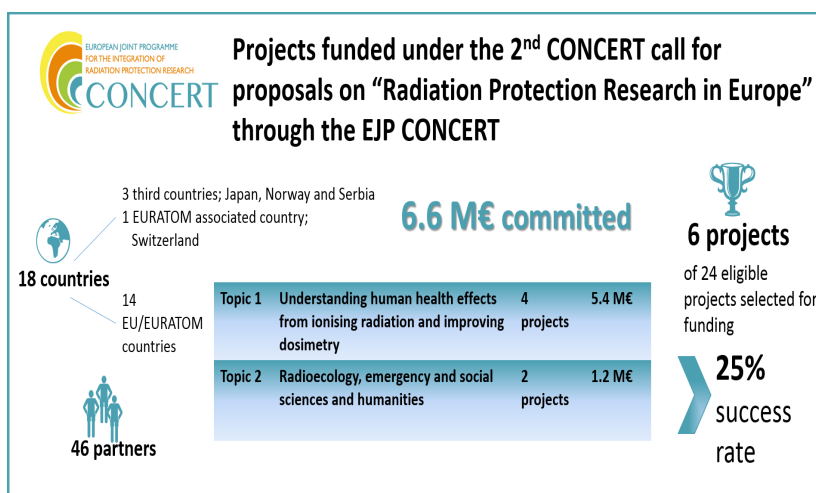 EUROPEAN JOINT PROGRAMME
FOR THE INTEGRATION OF
RADIATION PROTECTION RESEARCH
CONCERT
Projects funded under the 2nd CONCERT call for
proposals on “Radiation Protection Research in Europe”
through the EJP CONCERT
3 third countries; Japan, Norway and Serbia
1 EURATOM associated country;
Switzerland
18 countries
14
EU/EURATOM
countries
46 partners
6.6 M€ committed
Topic 1 Understanding human health effects 4 5.4 M€
from ionising radiation and improving projects
dosimetry
Topic 2 Radioecology, emergency and social 2 1.2 M€
sciences and humanities projects
6 projects
of 24 eligible
projects selected for
funding
25%
success
rate